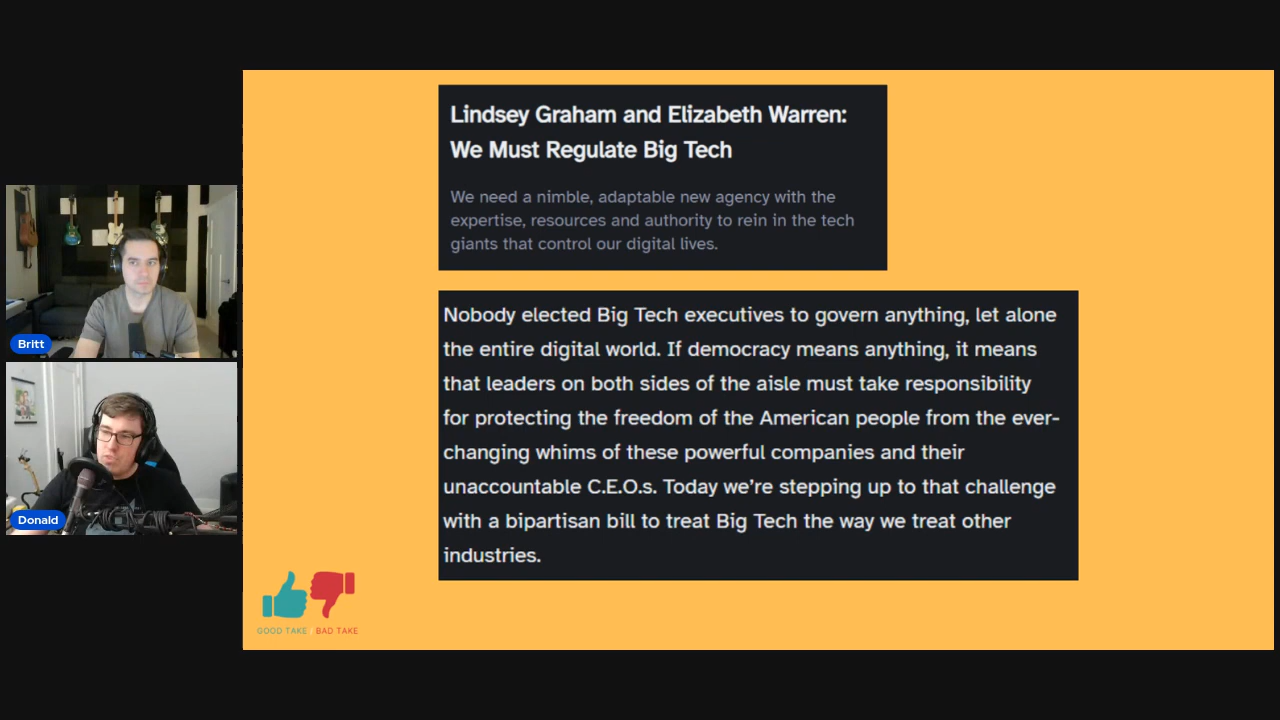 Lindsey Graham and Elizabeth Warren:
We Must Regulate Big Tech
We need a nimble, adaptable new agency with the
expertise, resources and authority to rein in the tech
giants that control our digital lives.
Nobody elected Big Tech executives to govern anything, let alone
the entire digital world. If democracy means anything, it means
that leaders on both sides of the aisle must take responsibility
for protecting the freedom of the American people from the ever-
changing whims of these powerful companies and their
unaccountable C.E.O.s. Today we’re stepping up to that challenge
with a bipartisan bill to treat Big Tech the way we treat other
industries.
Britt
Donald
GOOD TAKE / BAD TAKE